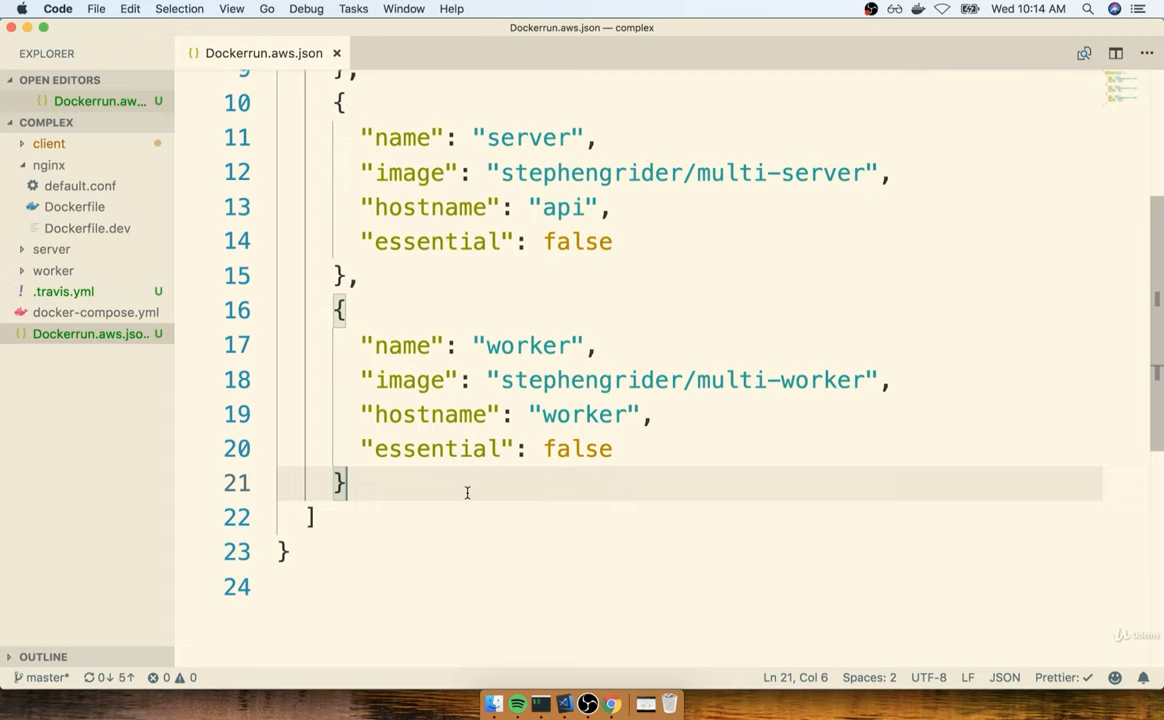 Code File Edit Selection View Go Debug Tasks Window Help Wed 10:14 AM
Dockerrun.aws.json — complex
EXPLORER
Dockerrun.aws.json ×
OPEN EDITORS
Dockerrun.aw... U
COMPLEX
client
nginx
default.conf
Dockerfile
Dockerfile.dev
server
worker
.travis.yml U
docker-compose.yml
Dockerrun.aws.jso.. U
9 },
10 {
11 "name": "server",
12 "image": "stephengrider/multi-server",
13 "hostname": "api",
14 "essential": false
15 },
16 {
17 "name": "worker",
18 "image": "stephengrider/multi-worker",
19 "hostname": "worker",
20 "essential": false
21 }
22 ]
23 }
24
Udemy
OUTLINE
master* 0↓ 5↑ 0 0 Ln 21, Col 6 Spaces: 2 UTF-8 LF JSON Prettier: ✓